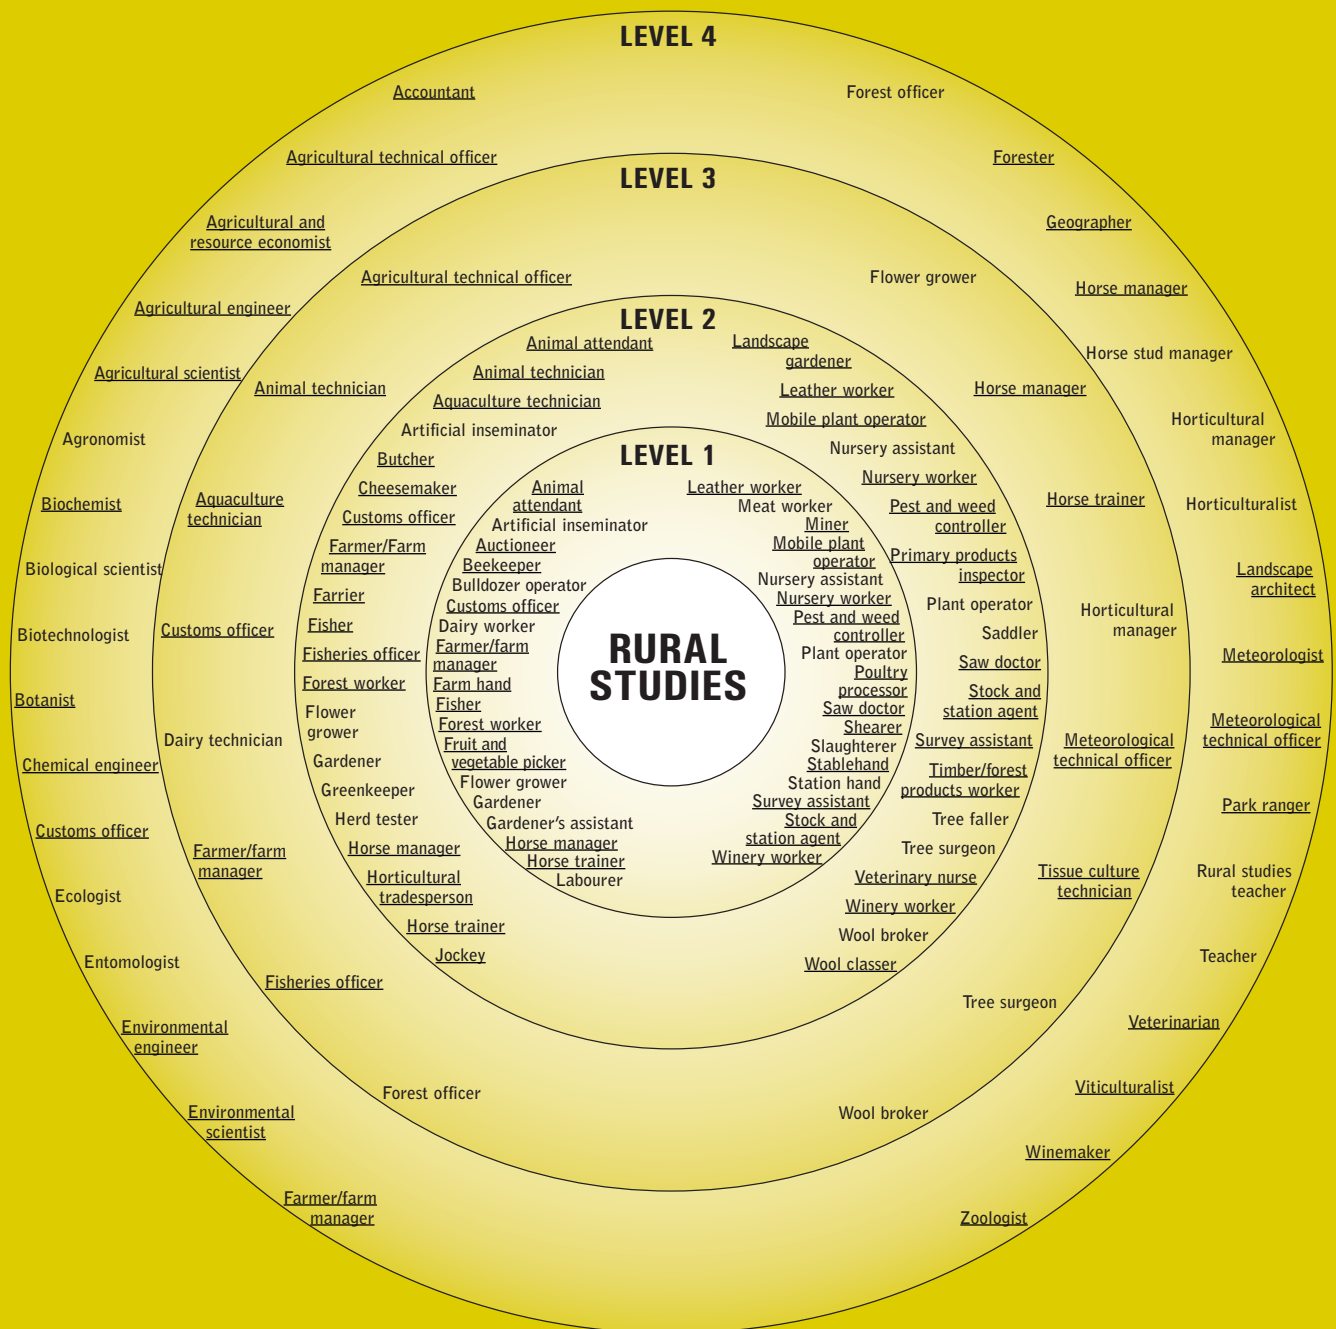 LEVEL 4
Accountant
Agricultural technical officer
Agricultural and
resource economist
Agricultural engineer
Agricultural scientist
Agronomist
Biochemist
Biological scientist
Biotechnologist
Botanist
Chemical engineer
Customs officer
Ecologist
Entomologist
Environmental
engineer
Environmental
scientist
Farmer/farm
manager
Forest officer
Forester
Geographer
Horse manager
Horse stud manager
Horticultural
manager
Horticulturalist
Landscape
architect
Meteorologist
Meteorological
technical officer
Park ranger
Rural studies
teacher
Teacher
Veterinarian
Viticulturalist
Winemaker
Zoologist
LEVEL 3
Agricultural technical officer
Animal technician
Aquaculture
technician
Customs officer
Dairy technician
Farmer/farm
manager
Fisheries officer
Forest officer
Flower grower
Horse manager
Horse trainer
Horticultural
manager
Meteorological
technical officer
Tissue culture
technician
Tree surgeon
Wool broker
LEVEL 2
Animal attendant
Animal technician
Aquaculture technician
Artificial inseminator
Butcher
Cheesemaker
Customs officer
Farmer/Farm
manager
Farrier
Fisher
Fisheries officer
Forest worker
Flower
grower
Gardener
Greenkeeper
Herd tester
Horse manager
Horticultural
tradesperson
Horse trainer
Jockey
Landscape
gardener
Leather worker
Mobile plant operator
Nursery assistant
Nursery worker
Pest and weed
controller
Primary products
inspector
Plant operator
Saddler
Saw doctor
Stock and
station agent
Survey assistant
Timber/forest
products worker
Tree faller
Tree surgeon
Veterinary nurse
Winery worker
Wool broker
Wool classer
LEVEL 1
Animal
attendant
Artificial inseminator
Auctioneer
Beekeeper
Bulldozer operator
Customs officer
Dairy worker
Farmer/farm
manager
Farm hand
Fisher
Forest worker
Fruit and
vegetable picker
Flower grower
Gardener
Gardener's assistant
Horse manager
Horse trainer
Labourer
Leather worker
Meat worker
Miner
Mobile plant
operator
Nursery assistant
Nursery worker
Pest and weed
controller
Plant operator
Poultry
processor
Saw doctor
Shearer
Slaughterer
Stablehand
Station hand
Survey assistant
Stock and
station agent
Winery worker
RURAL
STUDIES